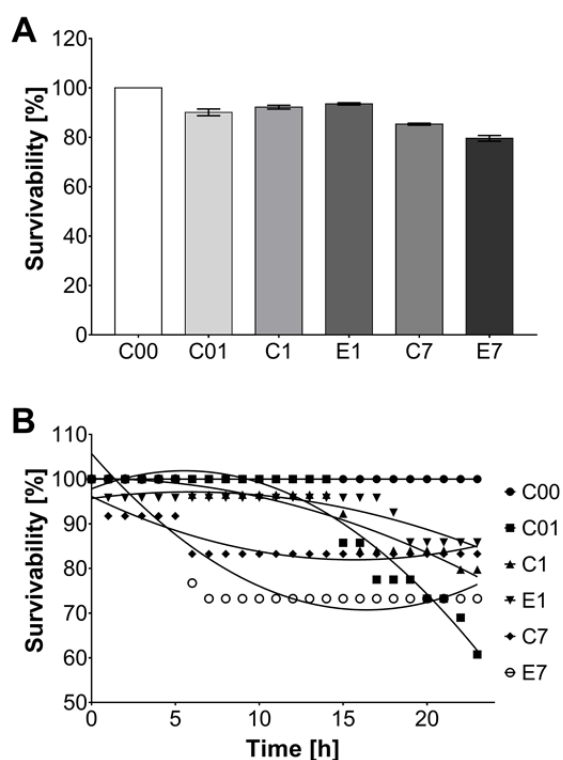 A
120
100
80
60
40
20
0
Survivability [%]
C00 C01 C1 E1 C7 E7
B
110
100
90
80
70
60
50
Survivability [%]
0 5 10 15 20
Time [h]
C00
C01
C1
E1
C7
E7